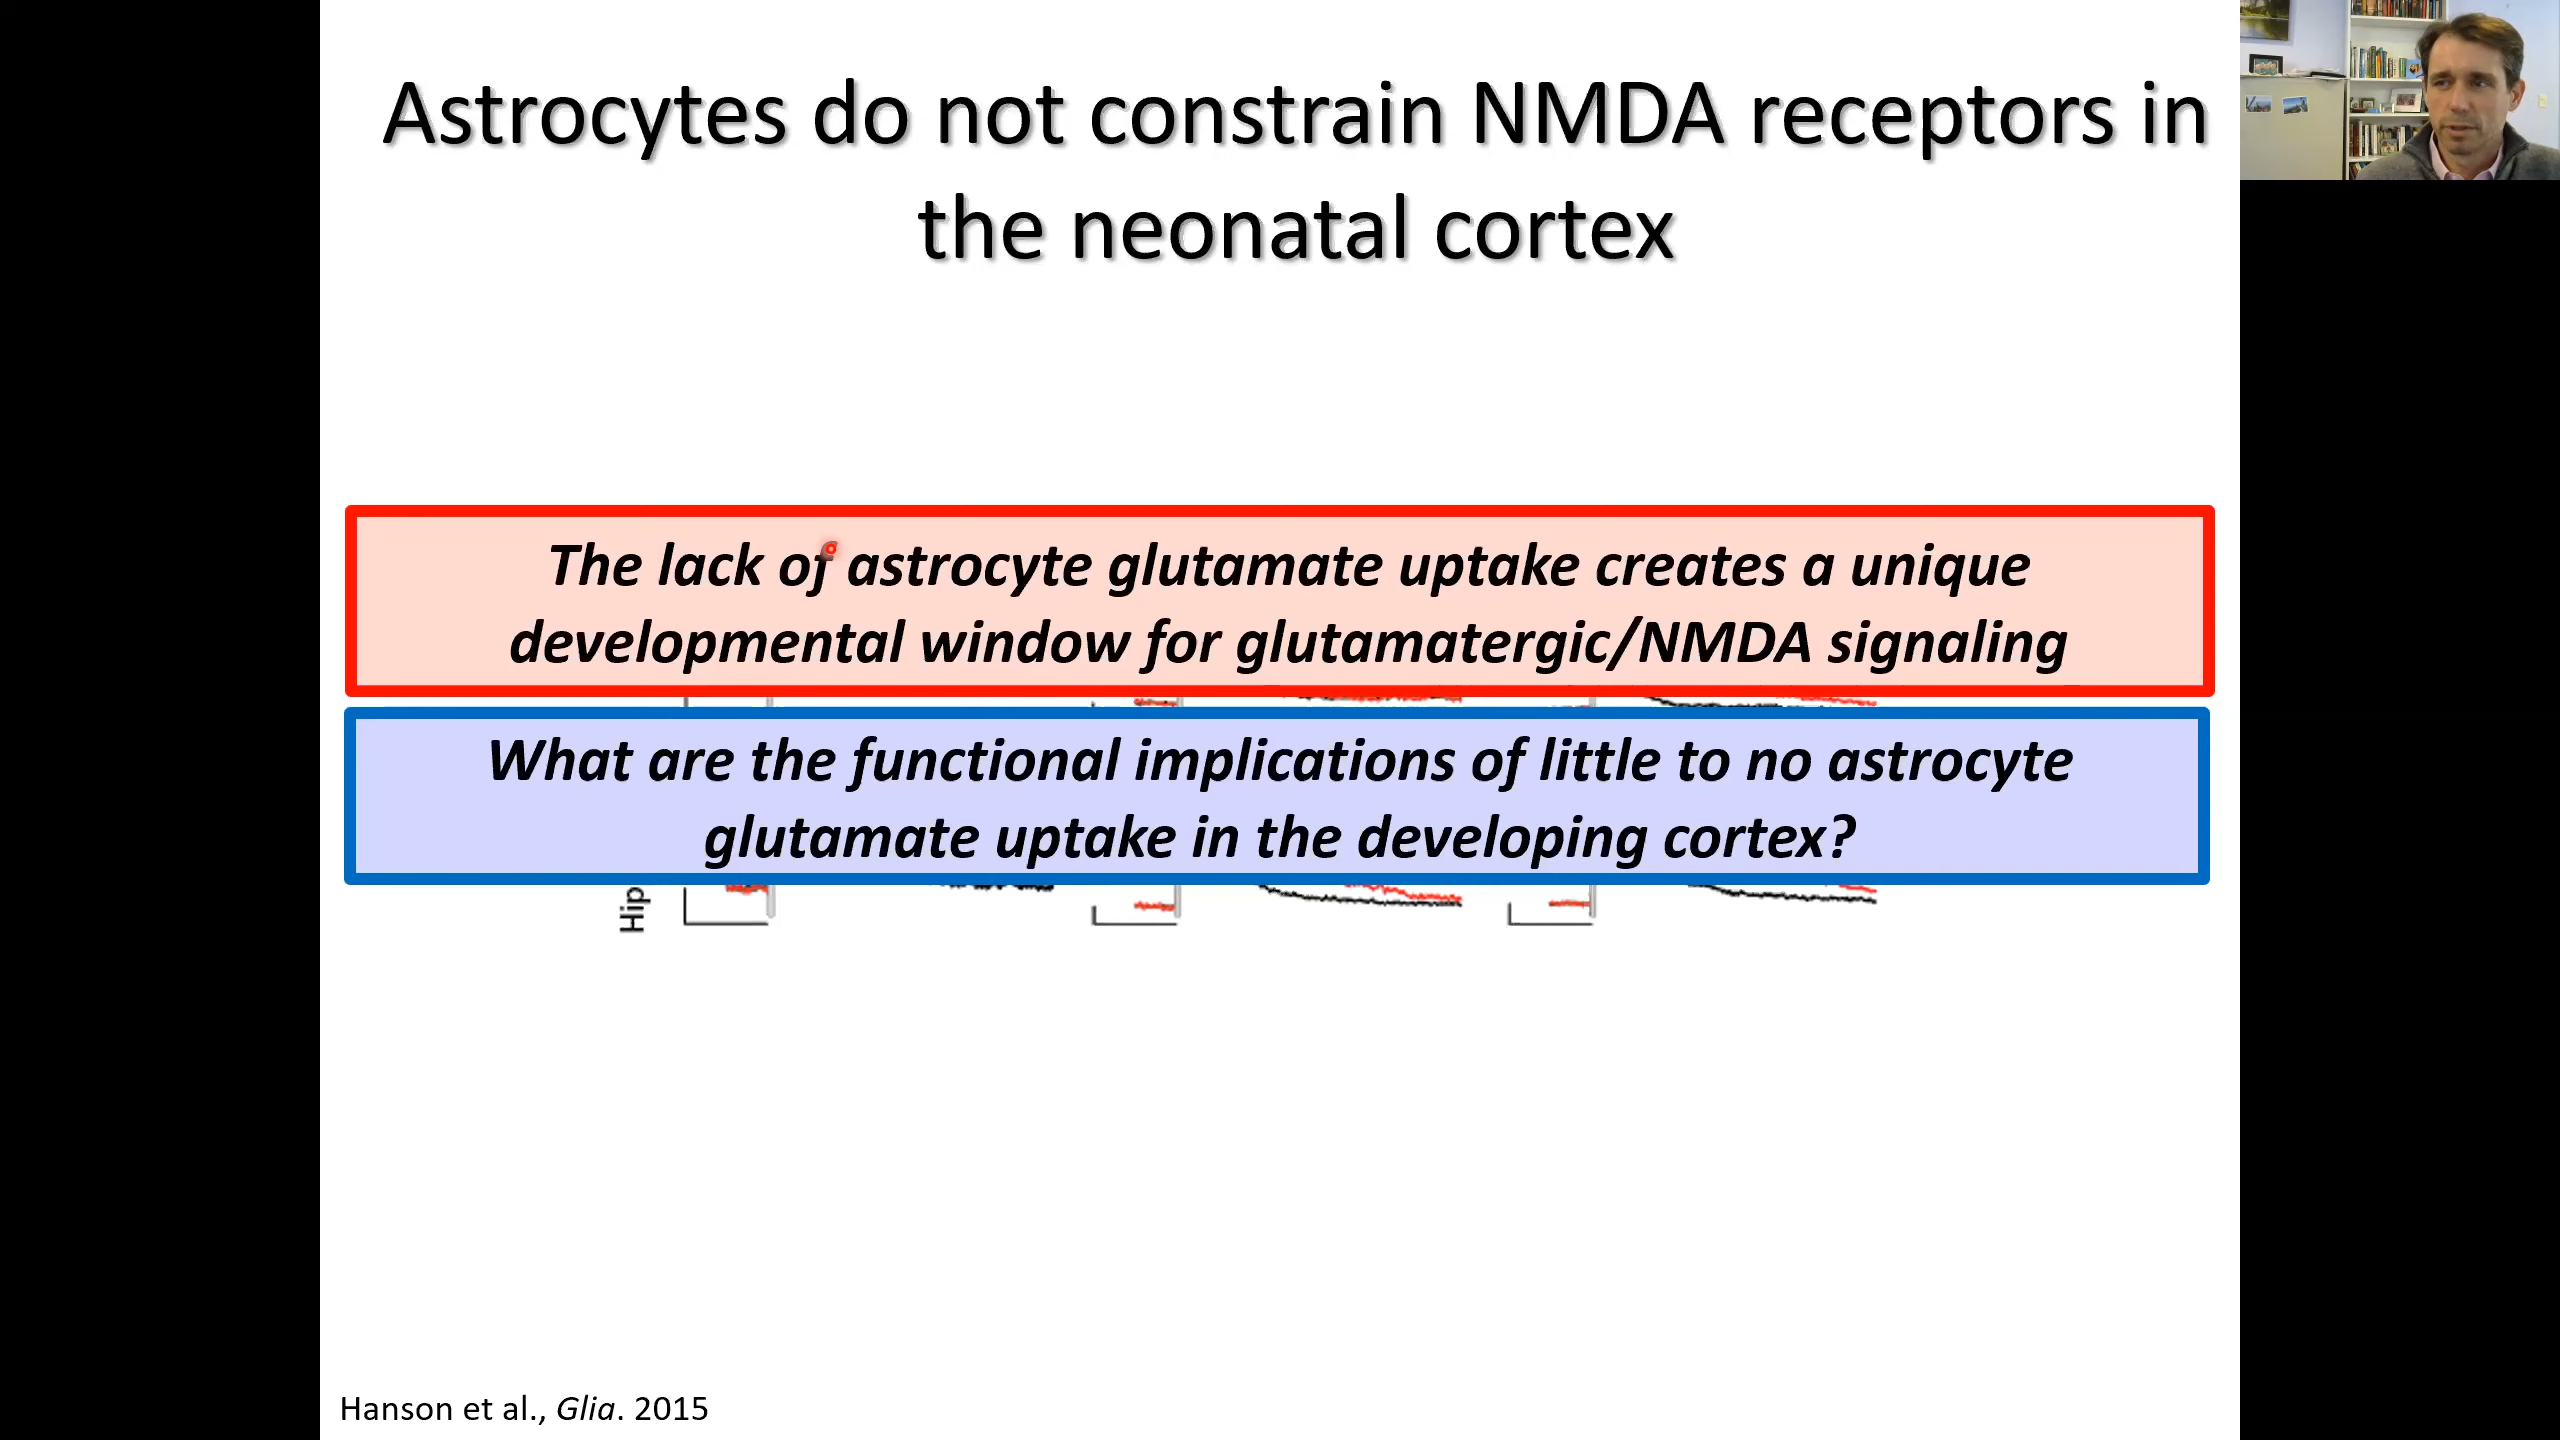 Astrocytes do not constrain NMDA receptors in
the neonatal cortex
The lack of astrocyte glutamate uptake creates a unique
developmental window for glutamatergic/NMDA signaling
What are the functional implications of little to no astrocyte
glutamate uptake in the developing cortex?
Hip
Hanson et al., Glia. 2015